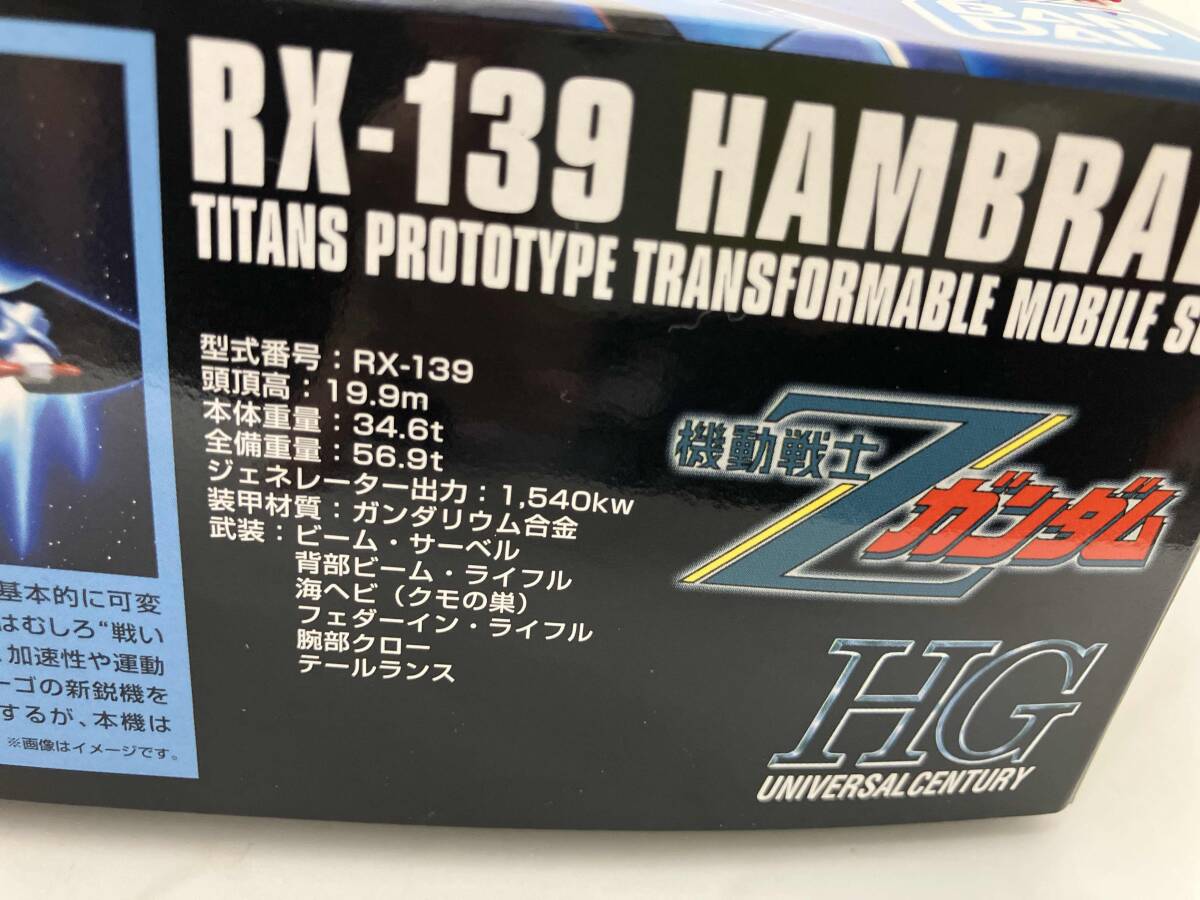 BAN
DAI
RX-139 HAMBRA
TITANS PROTOTYPE TRANSFORMABLE MOBILE S
型式番号：RX-139
頭頂高：19.9m
本体重量：34.6t
全備重量：56.9t
ジェネレーター出力：1,540kw
装甲材質：ガンダリウム合金
武装：ビーム・サーベル
背部ビーム・ライフル
海ヘビ（クモの巣）
フェダーイン・ライフル
腕部クロー
テールランス
機動戦士
Z
ガンダム
HG
UNIVERSAL CENTURY
基本的に可変
はむしろ“戦い
、加速性や運動
ーゴの新鋭機を
するが、本機は
※画像はイメージです。